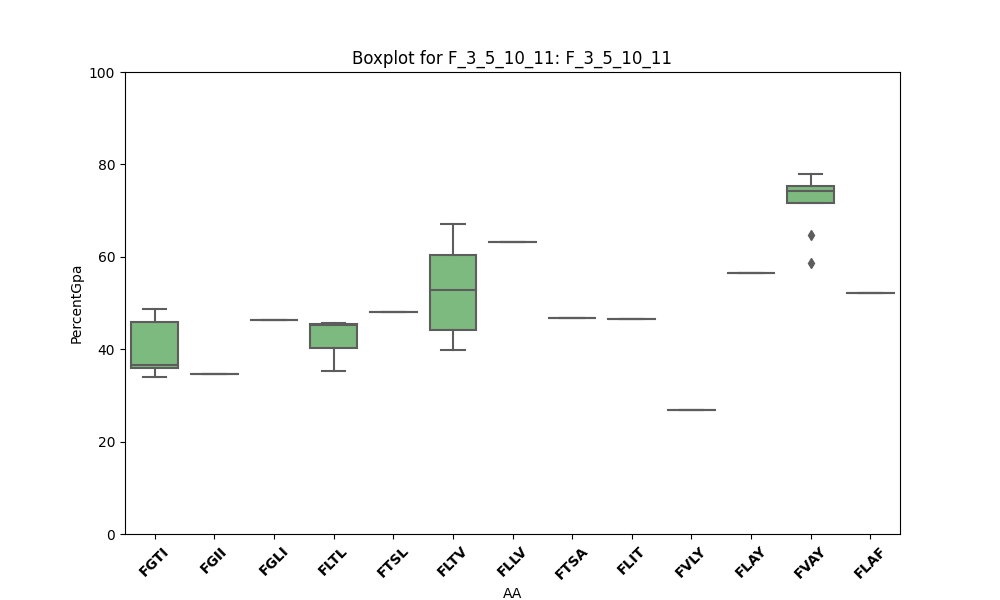 Boxplot for F_3_5_10_11: F_3_5_10_11
100
80
60
40
20
0
PercentGpa
FGTI
FGII
FGLI
FLTL
FTSL
FLTV
FLLV
FTSA
FLIT
FVLY
FLAY
FVAY
FLAF
AA